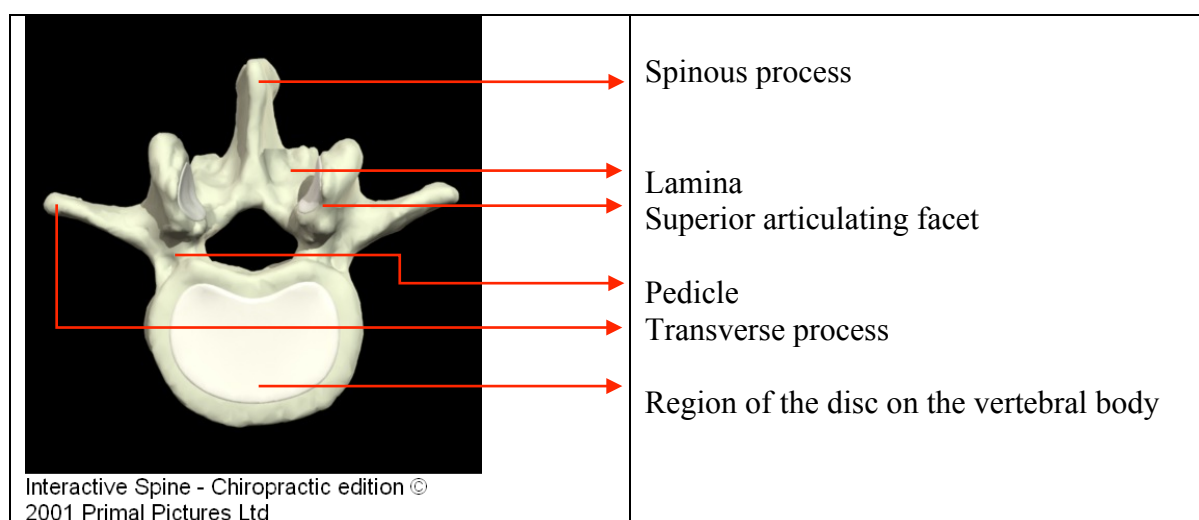 Spinous process
Lamina
Superior articulating facet
Pedicle
Transverse process
Region of the disc on the vertebral body
Interactive Spine - Chiropractic edition ©
2001 Primal Pictures Ltd